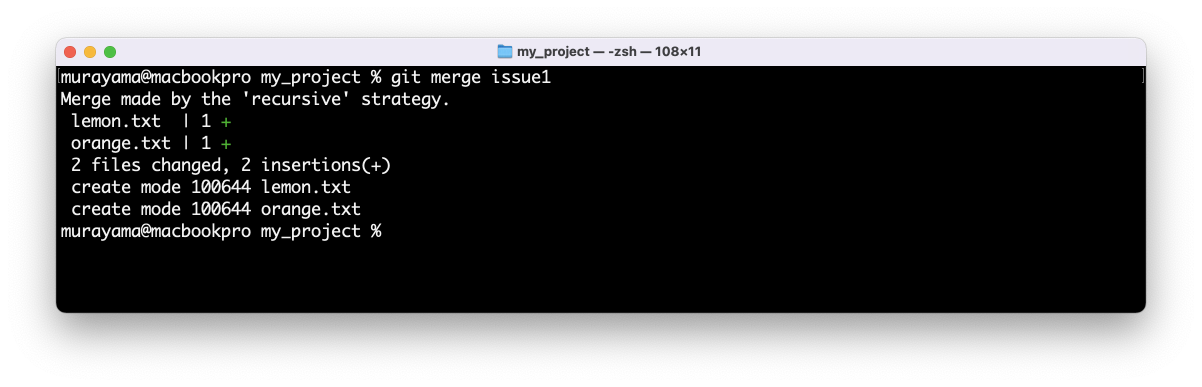 my_project — -zsh — 108×11
murayama@macbookpro my_project % git merge issue1
Merge made by the 'recursive' strategy.
 lemon.txt  | 1 +
 orange.txt | 1 +
 2 files changed, 2 insertions(+)
 create mode 100644 lemon.txt
 create mode 100644 orange.txt
murayama@macbookpro my_project %